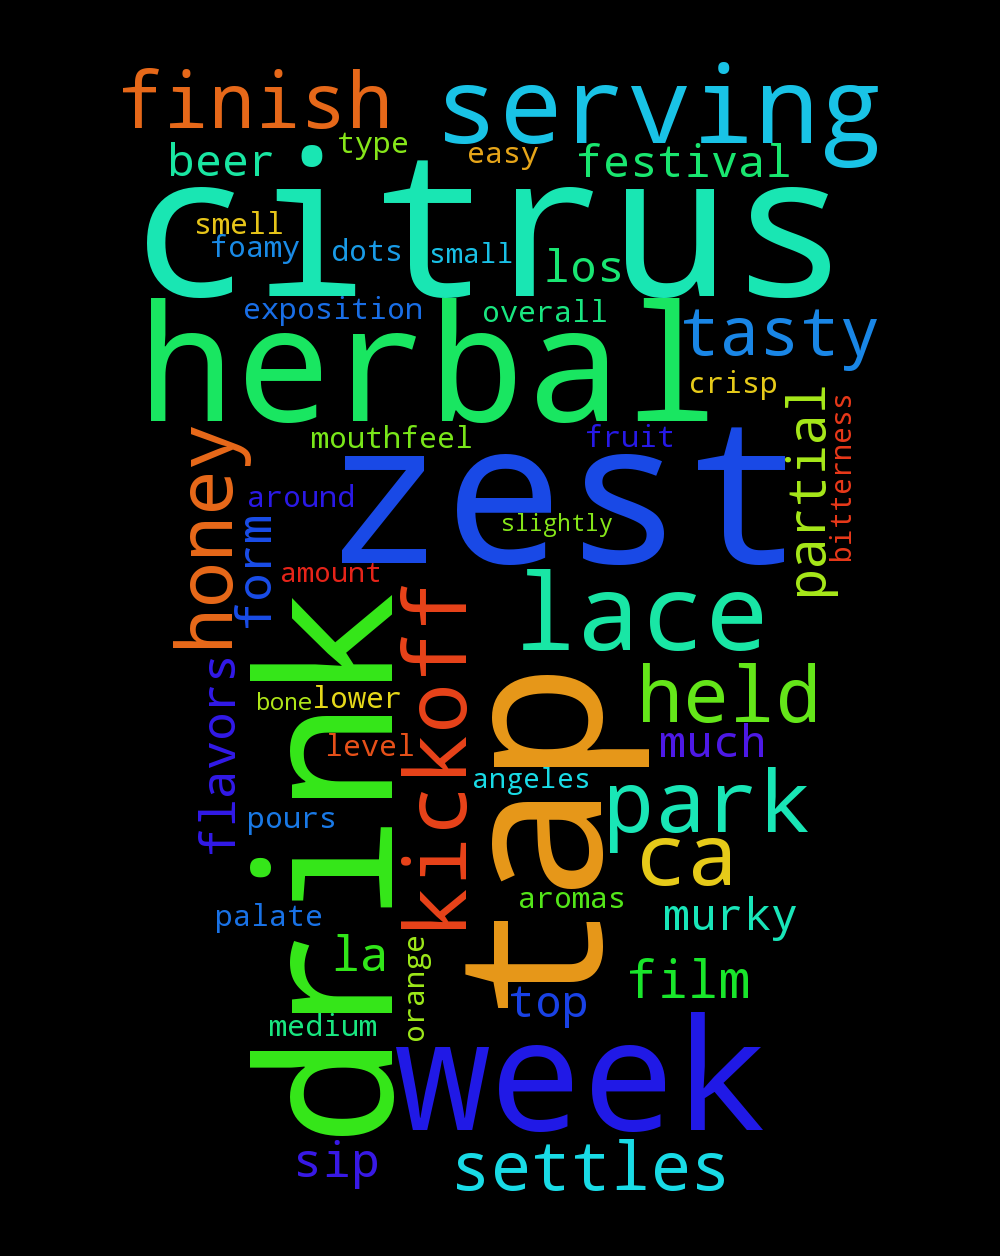 finish
serving
beer
type
easy
festival
citrus
smell
foamy
dots
small
los
exposition
overall
herbal
tasty
crisp
partial
bitterness
mouthfeel
fruit
honey
zest
around
slightly
form
amount
lace
drink
kickoff
flavors
bone
lower
held
level
much
tap
angeles
park
pours
ca
aromas
palate
murky
la
orange
film
top
medium
week
sip
settles